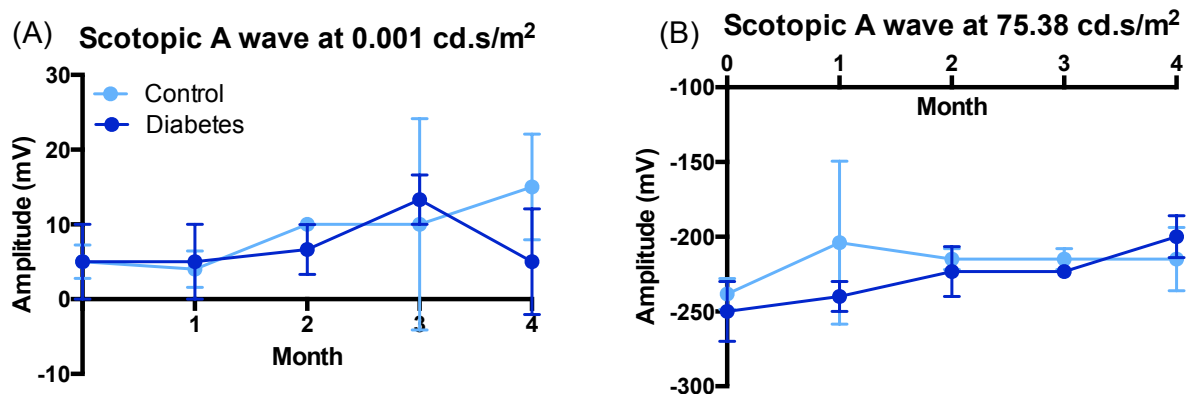 (A) Scotopic A wave at 0.001 cd.s/m²
30
20
10
0
-10
Amplitude (mV)
Control
Diabetes
1 2 3 4
Month
(B) Scotopic A wave at 75.38 cd.s/m²
0 1 2 3 4
Month
-100
-150
-200
-250
-300
Amplitude (mV)